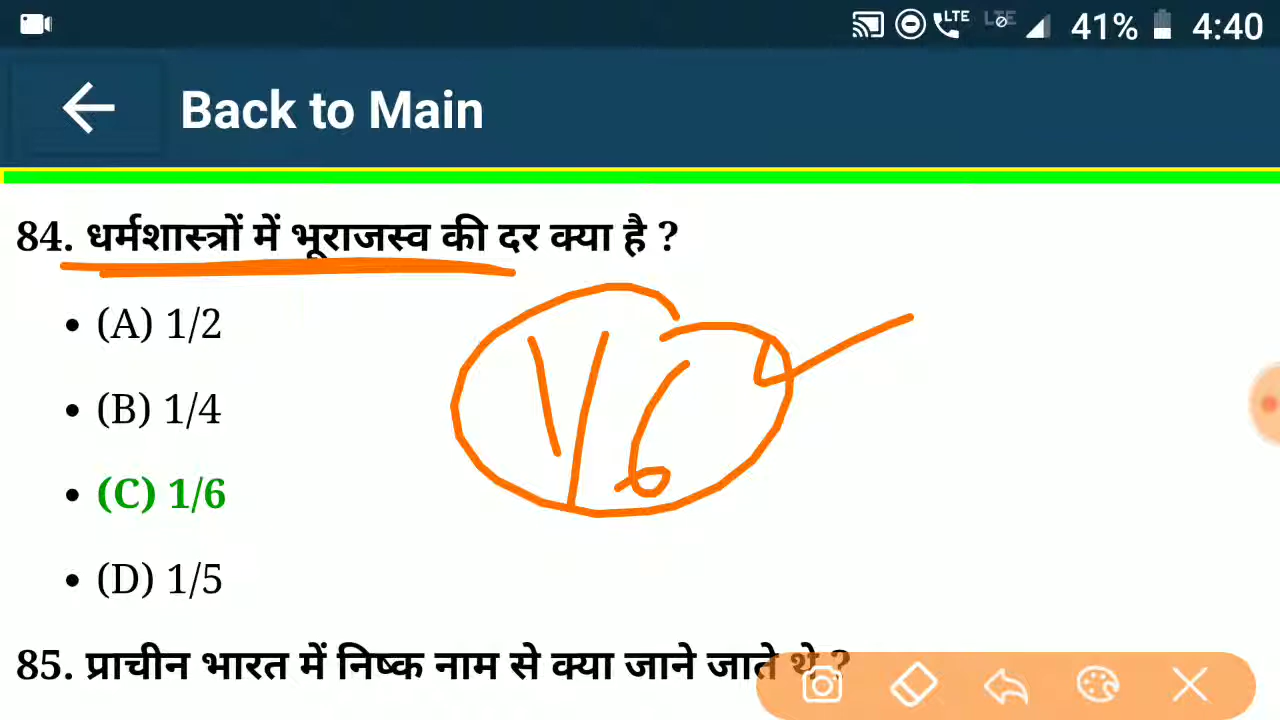 LTE LTE 41% 4:40
Back to Main
84. धर्मशास्त्रों में भूराजस्व की दर क्या है ?
• (A) 1/2
• (B) 1/4
• (C) 1/6
• (D) 1/5
1/6
85. प्राचीन भारत में निष्क नाम से क्या जाने जाते थे ?